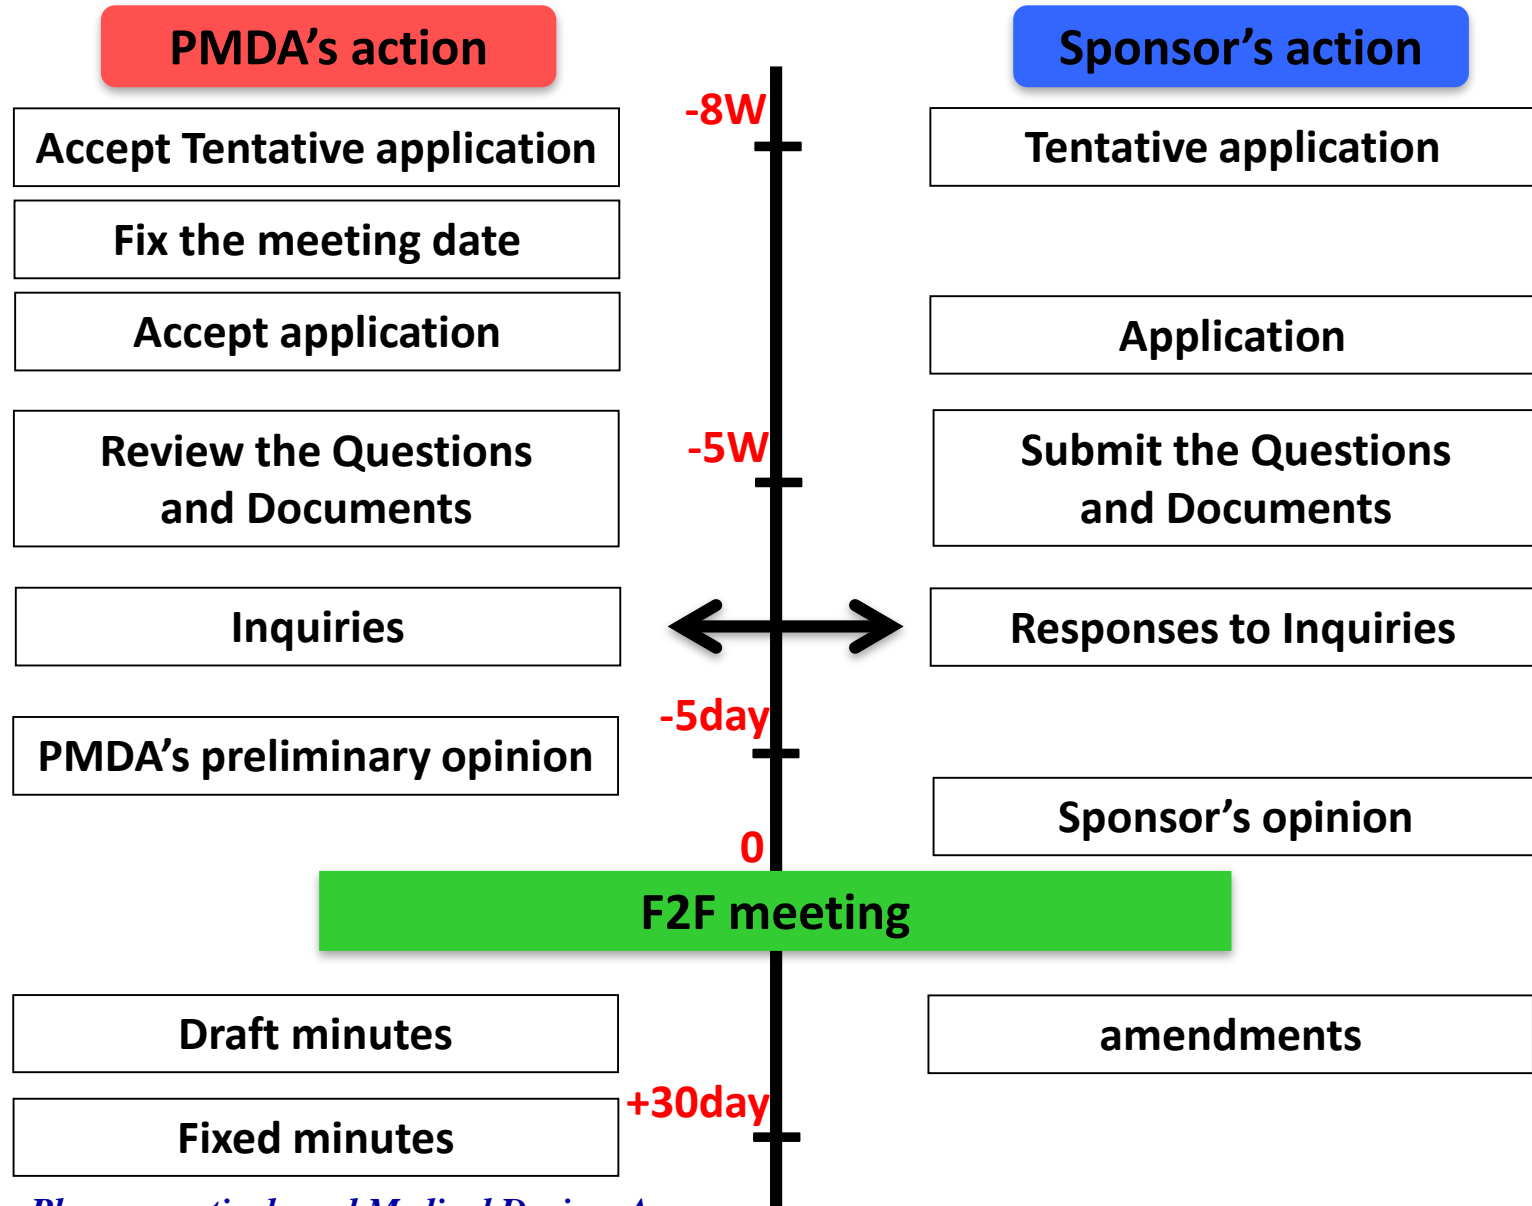 PMDA’s action
Sponsor’s action
-8W
Accept Tentative application
Tentative application
Fix the meeting date
Accept application
Application
-5W
Review the Questions
and Documents
Submit the Questions
and Documents
Inquiries
Responses to Inquiries
-5day
PMDA’s preliminary opinion
Sponsor’s opinion
0
F2F meeting
Draft minutes
amendments
+30day
Fixed minutes